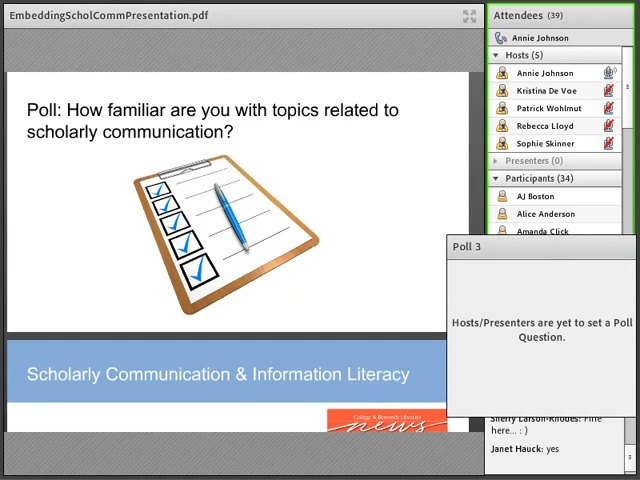 EmbeddingScholCommPresentation.pdf
Poll: How familiar are you with topics related to
scholarly communication?
Scholarly Communication & Information Literacy
College & Research Libraries
news
Attendees (39)
Annie Johnson
Hosts (5)
Annie Johnson
Kristina De Voe
Patrick Wohlmut
Rebecca Lloyd
Sophie Skinner
Presenters (0)
Participants (34)
AJ Boston
Alice Anderson
Amanda Click
Poll 3
Hosts/Presenters are yet to set a Poll
Question.
Sherry Larson-Rhodes: Fine
here... : )
Janet Hauck: yes